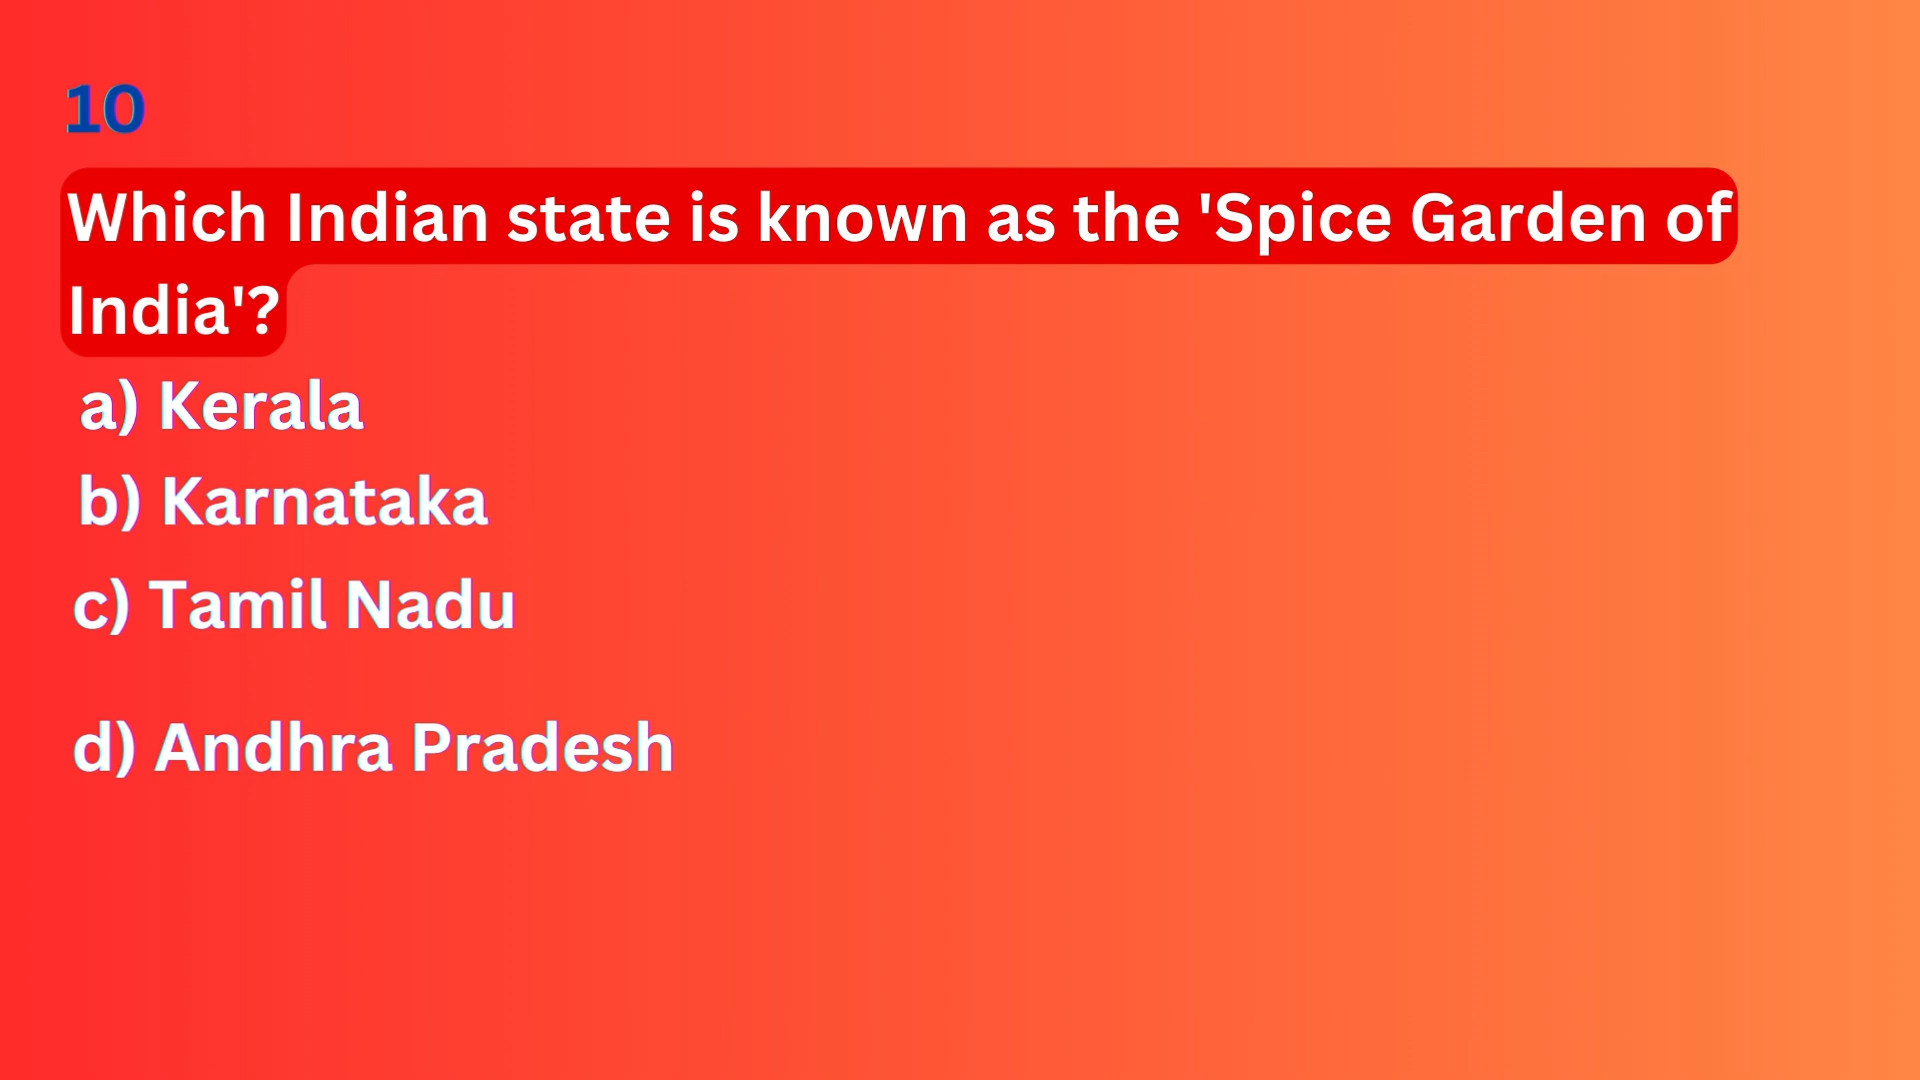 10
Which Indian state is known as the 'Spice Garden of
India'?
a) Kerala
b) Karnataka
c) Tamil Nadu
d) Andhra Pradesh